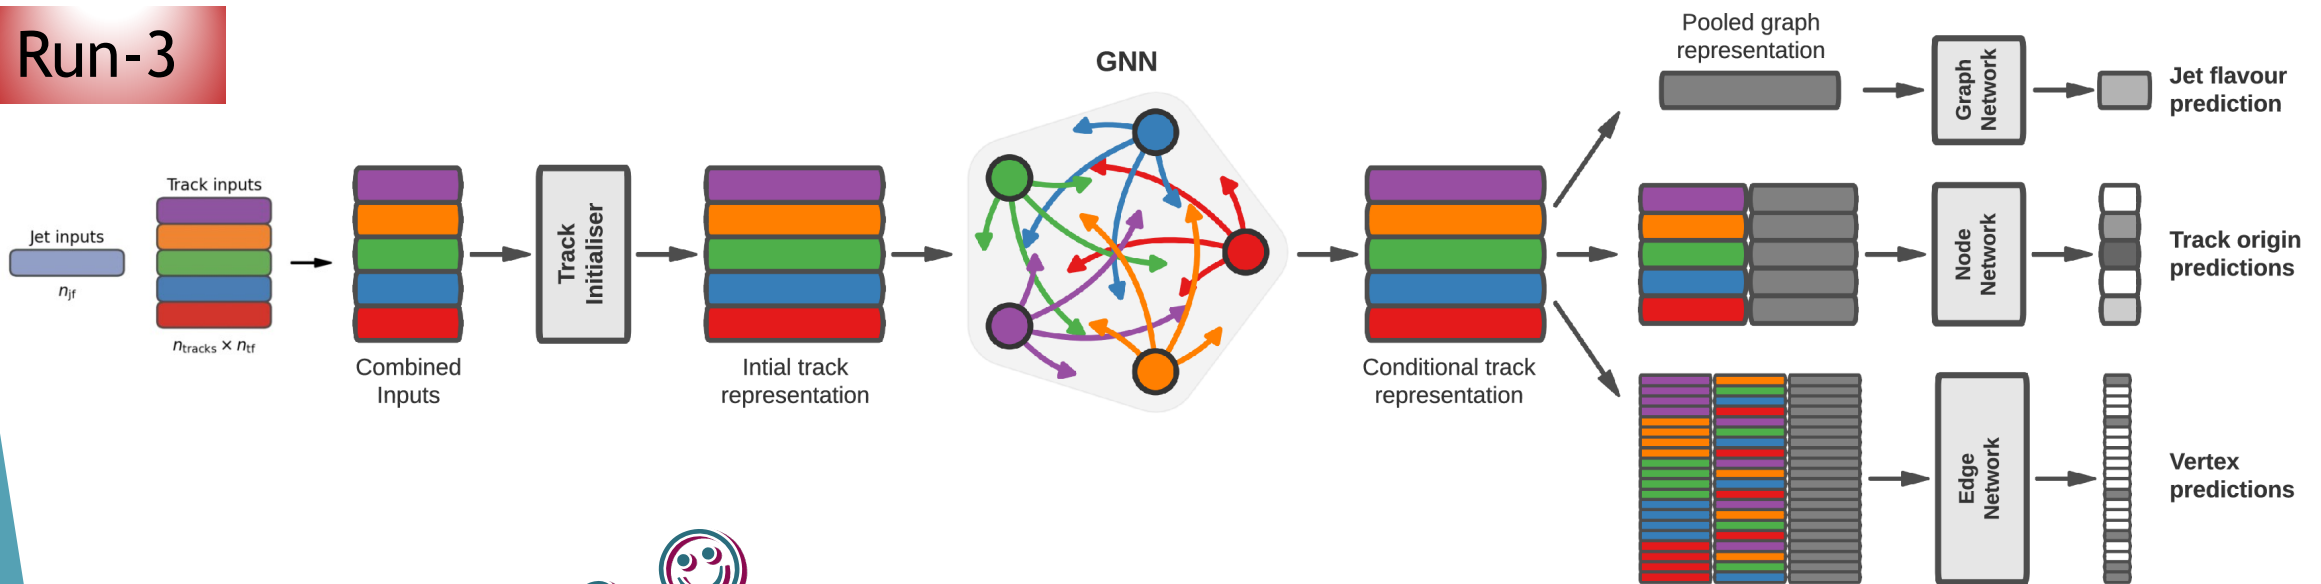 Run-3
Jet inputs
n_jf
Track inputs
n_tracks × n_tf
Combined
Inputs
Track
Initialiser
Intial track
representation
GNN
Conditional track
representation
Pooled graph
representation
Graph
Network
Jet flavour
prediction
Node
Network
Track origin
predictions
Edge
Network
Vertex
predictions